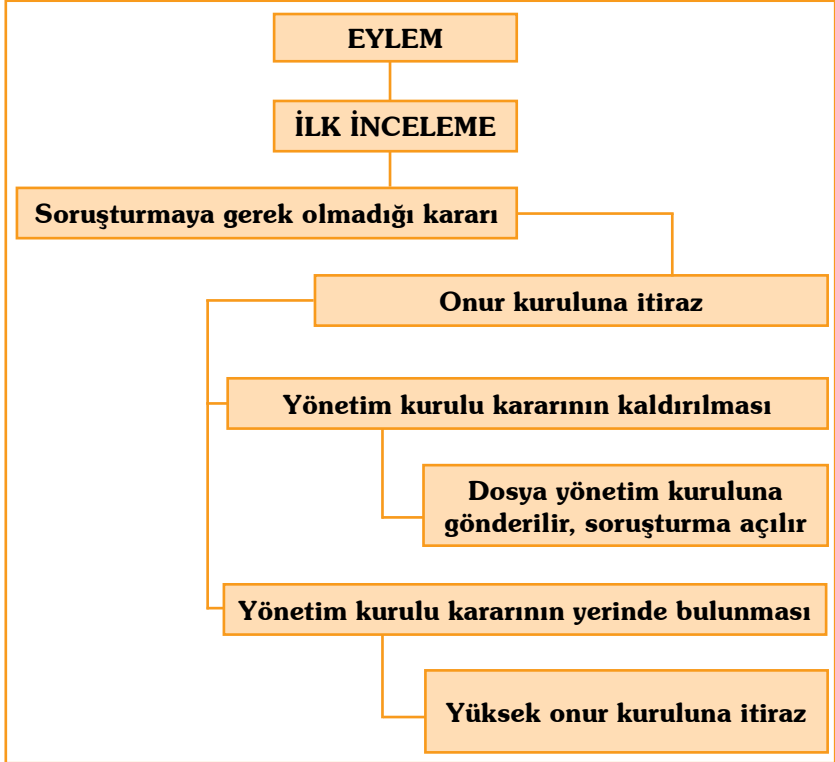 EYLEM
İLK İNCELEME
Soruşturmaya gerek olmadığı kararı
Onur kuruluna itiraz
Yönetim kurulu kararının kaldırılması
Dosya yönetim kuruluna
gönderilir, soruşturma açılır
Yönetim kurulu kararının yerinde bulunması
Yüksek onur kuruluna itiraz